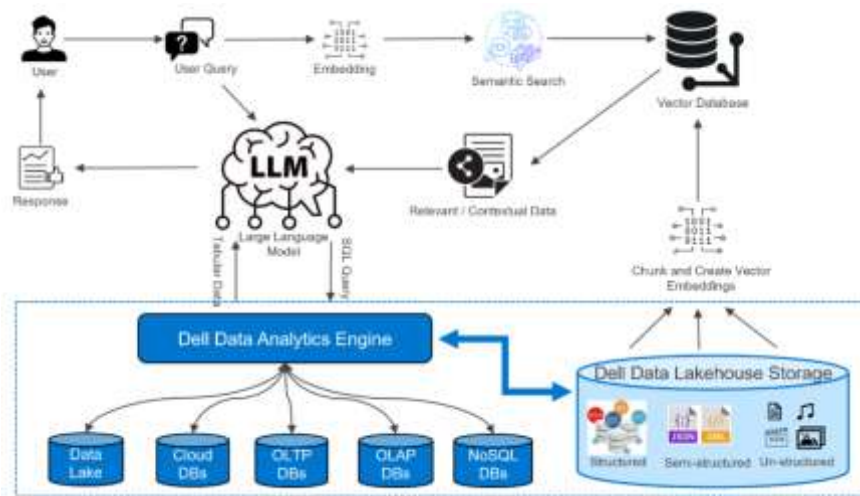 User
User Query
Embedding
Semantic Search
Vector Database
LLM
Response
Large Language
Model
Relevant / Contextual Data
Tabular Data
SQL Query
Chunk and Create Vector
Embeddings
Dell Data Analytics Engine
Dell Data Lakehouse Storage
Data
Lake
Cloud
DBs
OLTP
DBs
OLAP
DBs
NoSQL
DBs
JSON
XML
Structured
Semi-structured
Un-structured